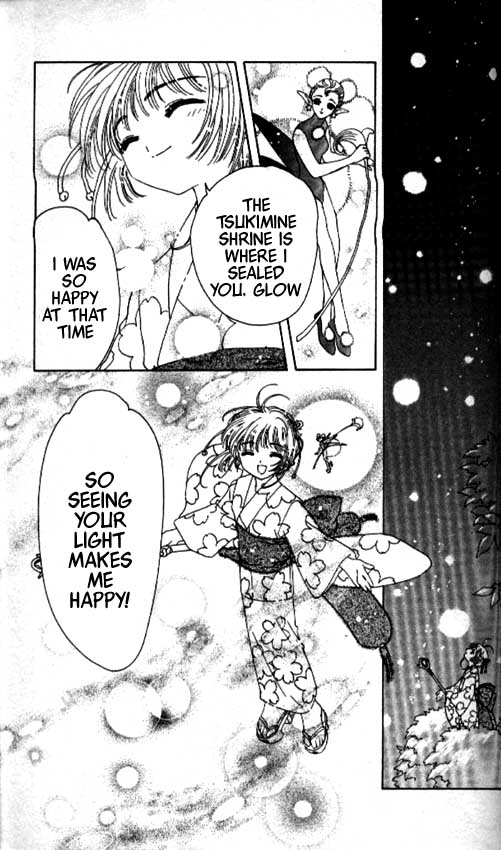 THE
TSUKIMINE
SHRINE IS
WHERE I
SEALED
YOU. GLOW
I WAS
SO
HAPPY
AT THAT
TIME
SO
SEEING
YOUR
LIGHT
MAKES
ME
HAPPY!